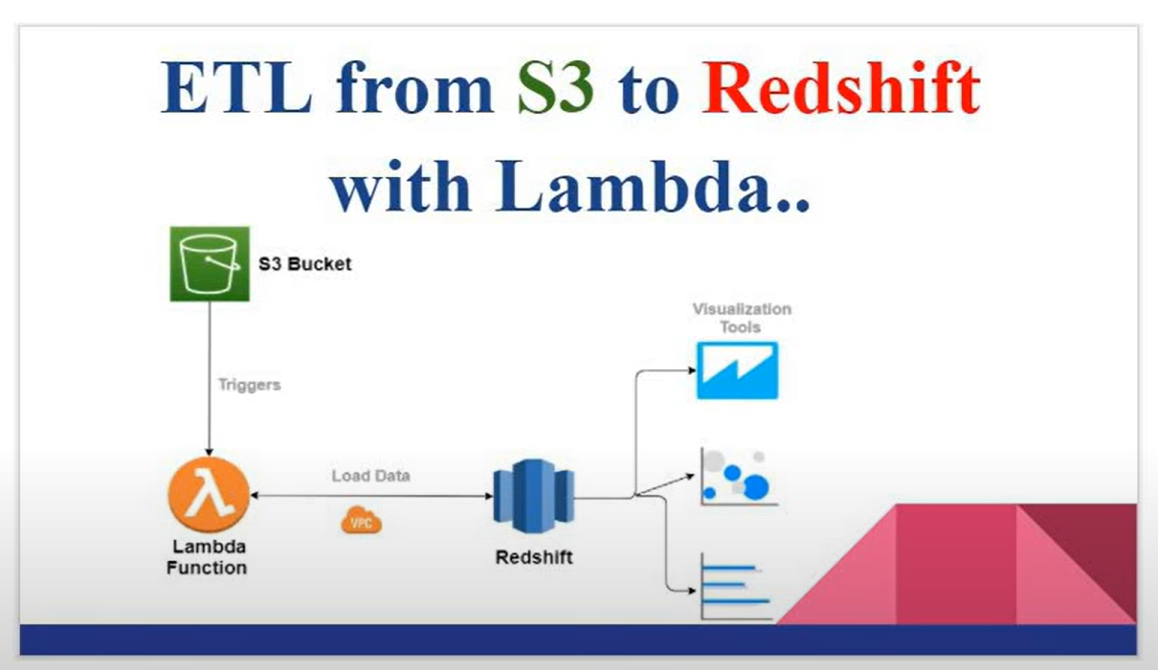 ETL from S3 to Redshift
with Lambda..
S3 Bucket
Triggers
Lambda
Function
Load Data
VPC
Redshift
Visualization
Tools